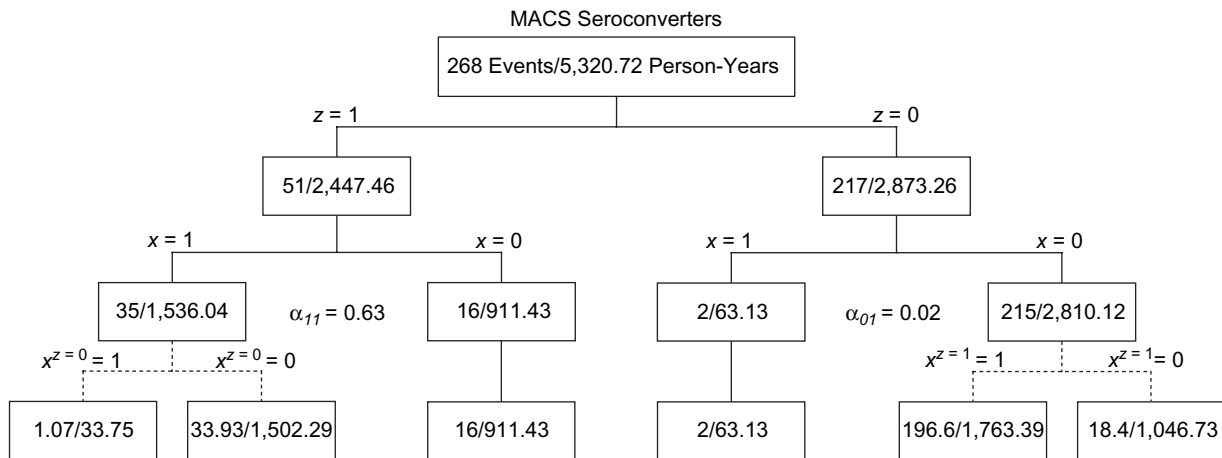 MACS Seroconverters
268 Events/5,320.72 Person-Years
z = 1
z = 0
51/2,447.46
217/2,873.26
x = 1
x = 0
x = 1
x = 0
35/1,536.04
α11 = 0.63
16/911.43
2/63.13
α01 = 0.02
215/2,810.12
x^z = 0 = 1
x^z = 0 = 0
x^z = 1 = 1
x^z = 1 = 0
1.07/33.75
33.93/1,502.29
16/911.43
2/63.13
196.6/1,763.39
18.4/1,046.73